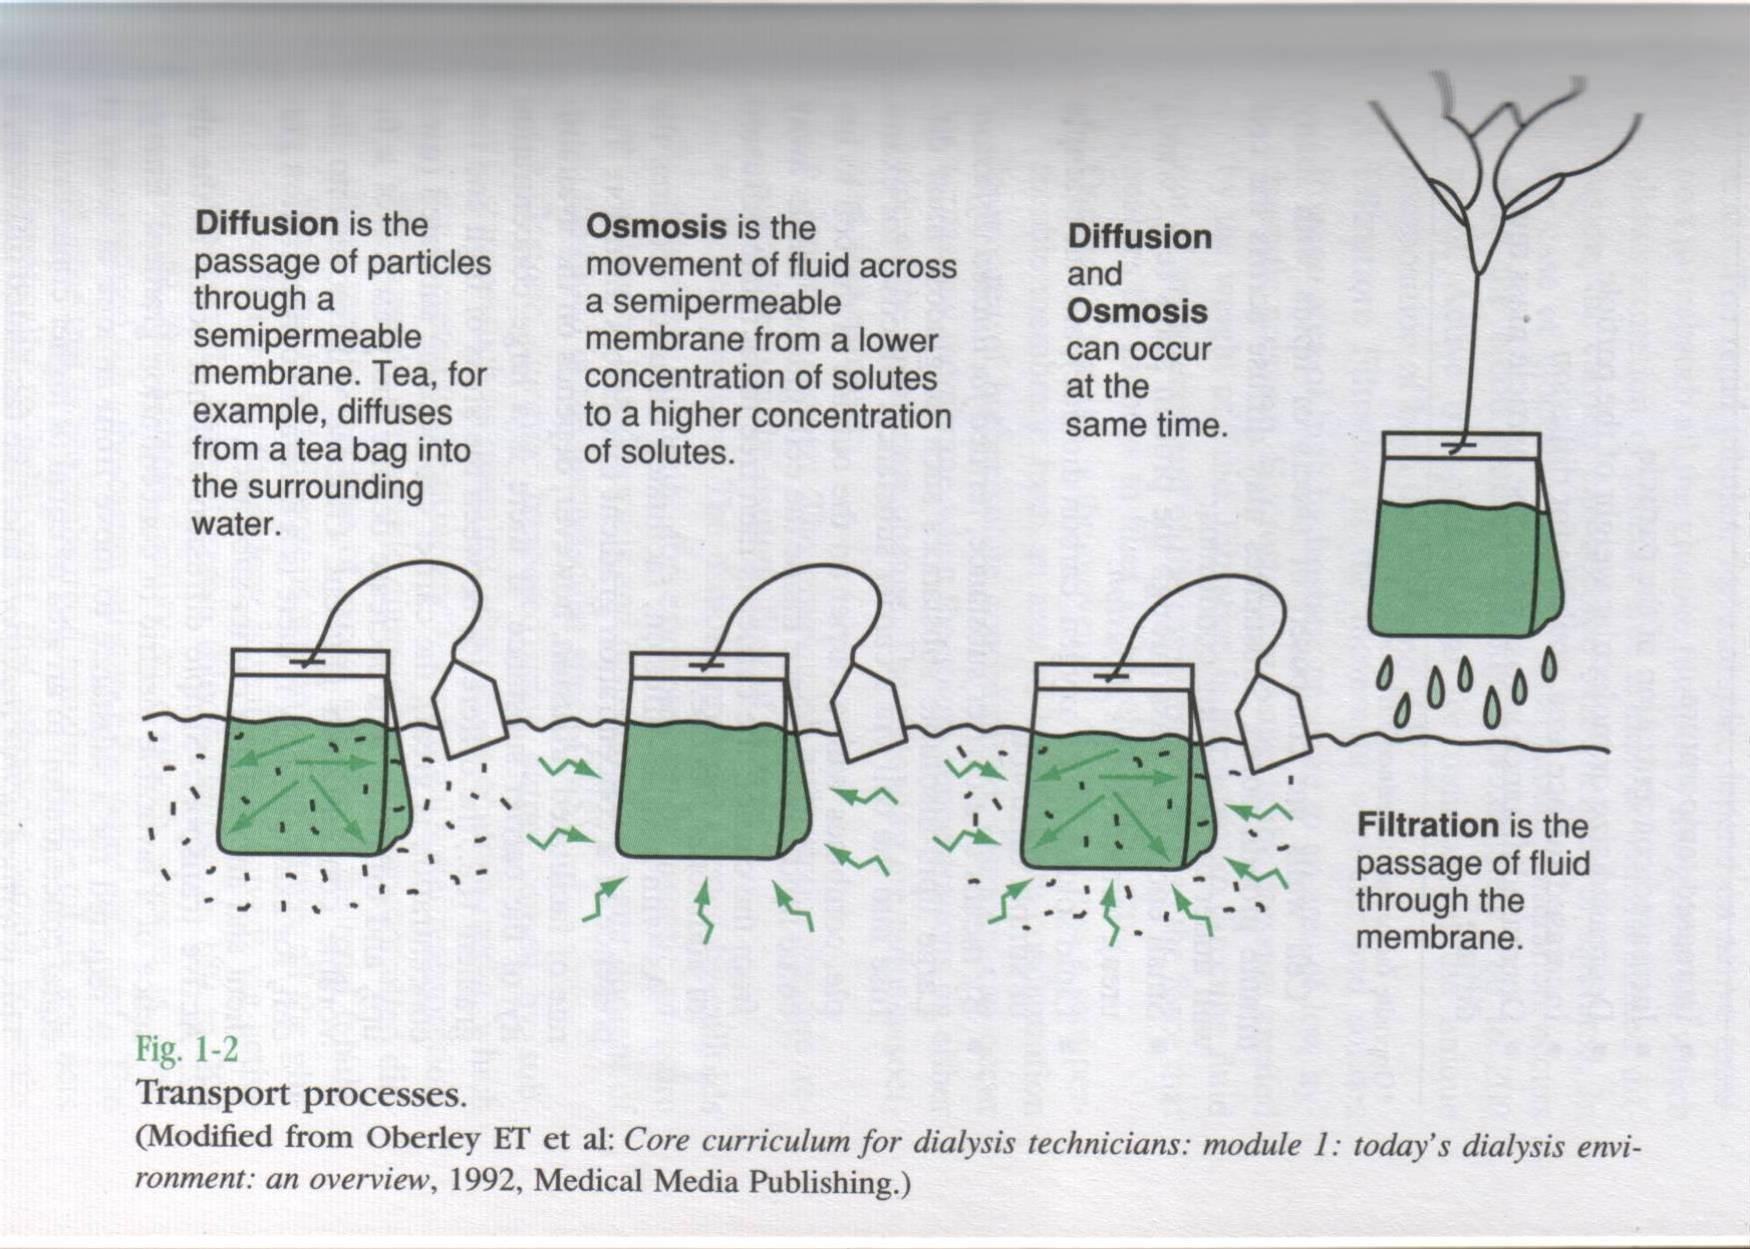 Diffusion is the
passage of particles
through a
semipermeable
membrane. Tea, for
example, diffuses
from a tea bag into
the surrounding
water.
Osmosis is the
movement of fluid across
a semipermeable
membrane from a lower
concentration of solutes
to a higher concentration
of solutes.
Diffusion
and
Osmosis
can occur
at the
same time.
Filtration is the
passage of fluid
through the
membrane.
Fig. 1-2
Transport processes.
(Modified from Oberley ET et al: Core curriculum for dialysis technicians: module 1: today's dialysis envi-
ronment: an overview, 1992, Medical Media Publishing.)